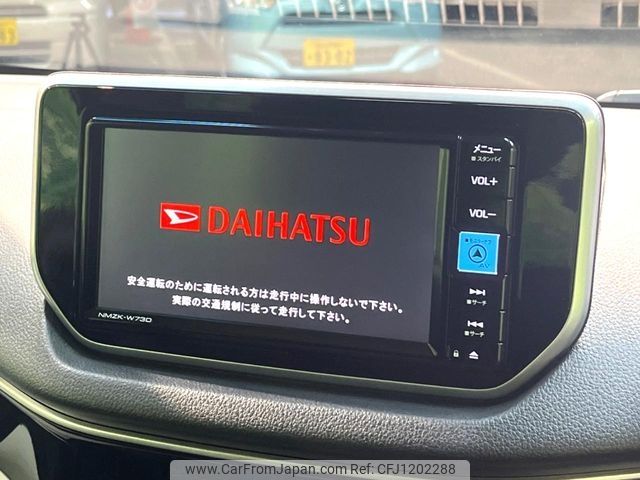 メニュー
■スタンバイ
VOL+
VOL−
AV
DAIHATSU
安全運転のために運転される方は走行中に操作しないで下さい。
実際の交通規制に従って走行して下さい。
■サーチ
■サーチ
NMZK-W73D
www.CarFromJapan.com | Ref:CFJ1202288